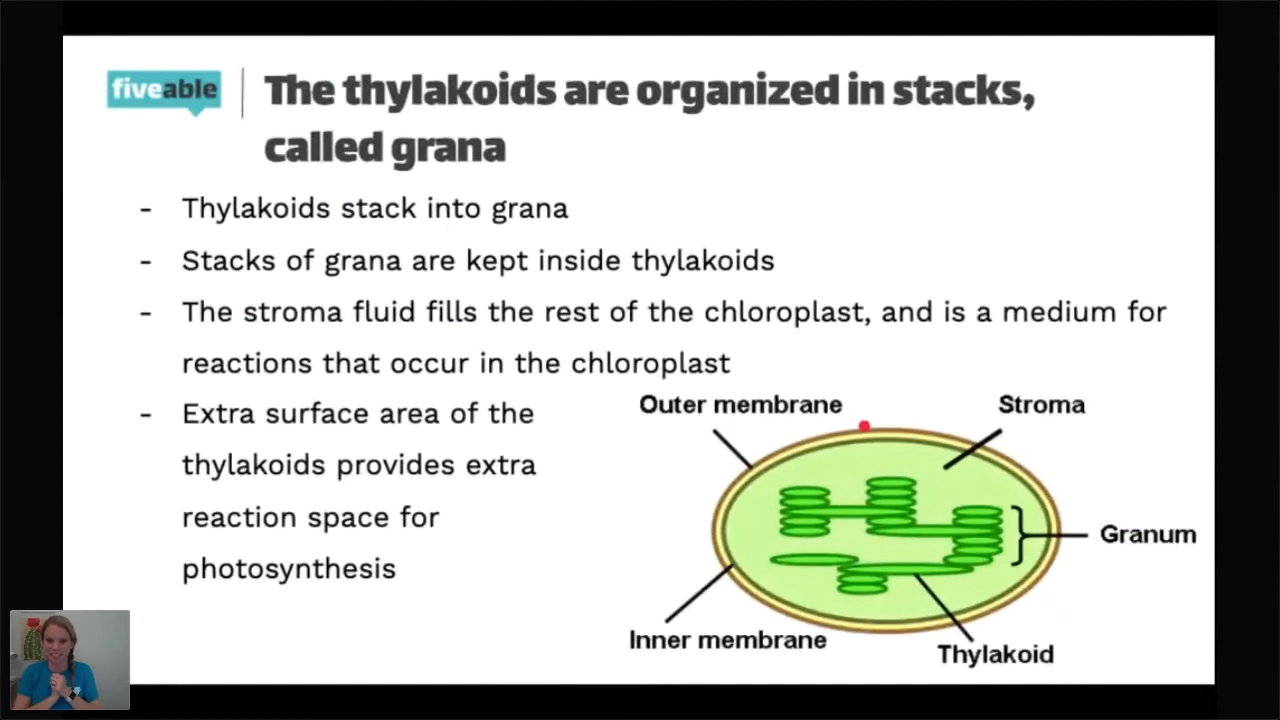 fiveable
The thylakoids are organized in stacks,
called grana
- Thylakoids stack into grana
- Stacks of grana are kept inside thylakoids
- The stroma fluid fills the rest of the chloroplast, and is a medium for
reactions that occur in the chloroplast
- Extra surface area of the
thylakoids provides extra
reaction space for
photosynthesis
Outer membrane
Stroma
Granum
Inner membrane
Thylakoid